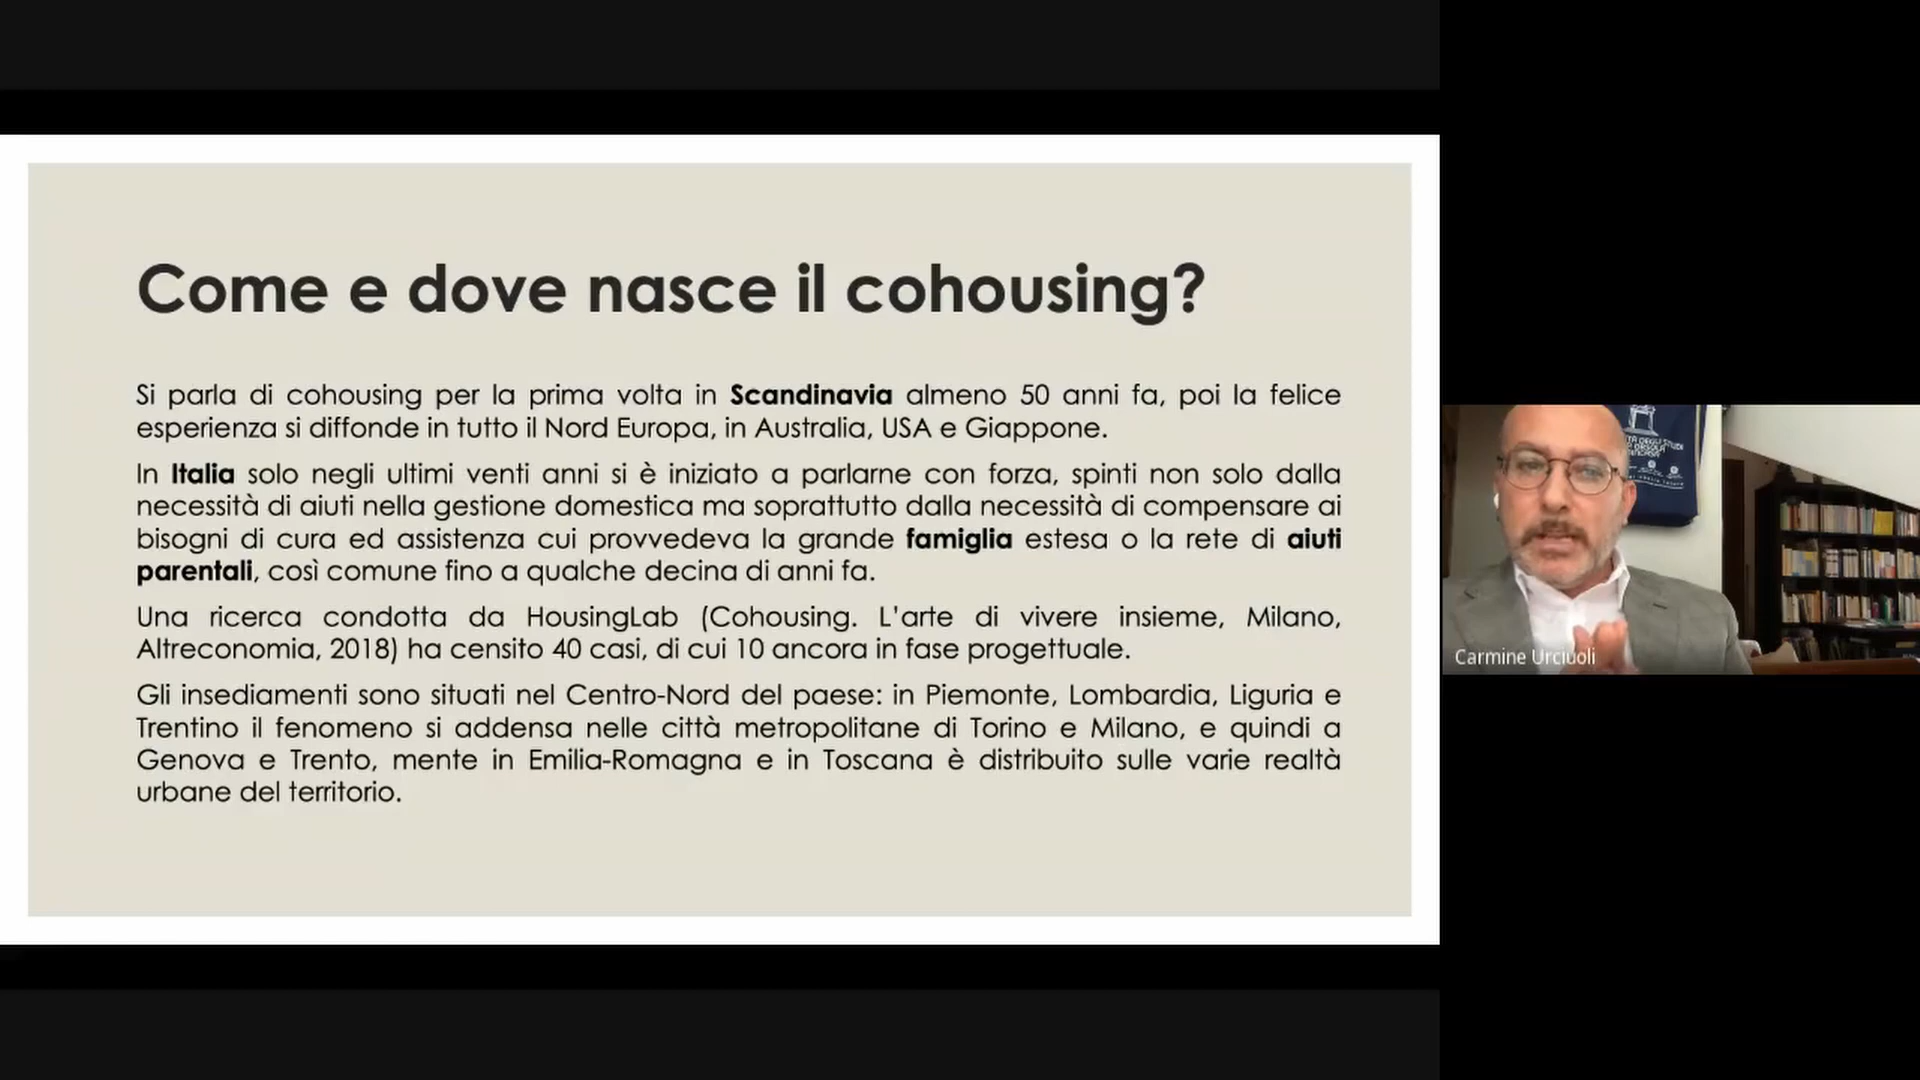 Come e dove nasce il cohousing?
Si parla di cohousing per la prima volta in Scandinavia almeno 50 anni fa, poi la felice
esperienza si diffonde in tutto il Nord Europa, in Australia, USA e Giappone.
In Italia solo negli ultimi venti anni si è iniziato a parlarne con forza, spinti non solo dalla
necessità di aiuti nella gestione domestica ma soprattutto dalla necessità di compensare ai
bisogni di cura ed assistenza cui provvedeva la grande famiglia estesa o la rete di aiuti
parentali, così comune fino a qualche decina di anni fa.
Una ricerca condotta da HousingLab (Cohousing. L'arte di vivere insieme, Milano,
Altreconomia, 2018) ha censito 40 casi, di cui 10 ancora in fase progettuale.
Gli insediamenti sono situati nel Centro-Nord del paese: in Piemonte, Lombardia, Liguria e
Trentino il fenomeno si addensa nelle città metropolitane di Torino e Milano, e quindi a
Genova e Trento, mente in Emilia-Romagna e in Toscana è distribuito sulle varie realtà
urbane del territorio.
DEGLI STUDI
Carmine Urciuoli